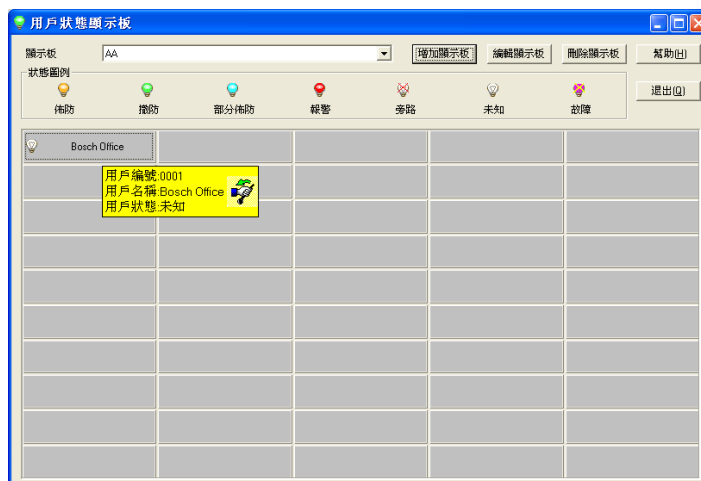 用戶狀態顯示板
顯示板 AA 增加顯示板 編輯顯示板 刪除顯示板 幫助(H)
狀態圖例
退出(Q)
佈防 撤防 部分佈防 報警 旁路 未知 故障
Bosch Office
用戶編號:0001
用戶名稱:Bosch Office
用戶狀態:未知